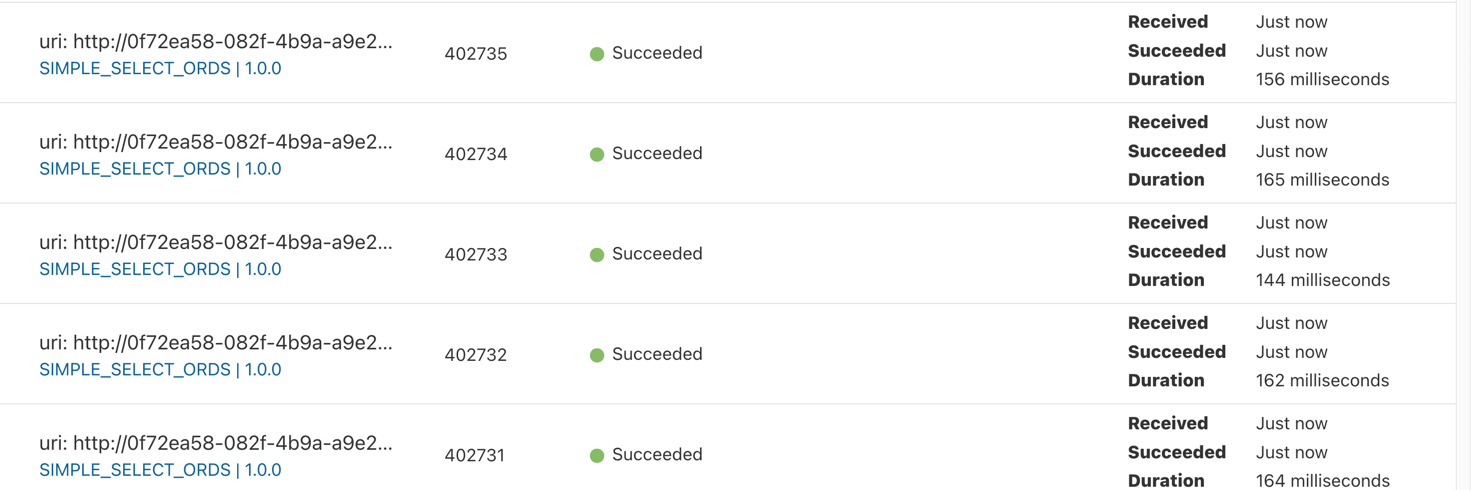 uri: http://0f72ea58-082f-4b9a-a9e2...
SIMPLE_SELECT_ORDS | 1.0.0
402735
Succeeded
Received Just now
Succeeded Just now
Duration 156 milliseconds
uri: http://0f72ea58-082f-4b9a-a9e2...
SIMPLE_SELECT_ORDS | 1.0.0
402734
Succeeded
Received Just now
Succeeded Just now
Duration 165 milliseconds
uri: http://0f72ea58-082f-4b9a-a9e2...
SIMPLE_SELECT_ORDS | 1.0.0
402733
Succeeded
Received Just now
Succeeded Just now
Duration 144 milliseconds
uri: http://0f72ea58-082f-4b9a-a9e2...
SIMPLE_SELECT_ORDS | 1.0.0
402732
Succeeded
Received Just now
Succeeded Just now
Duration 162 milliseconds
uri: http://0f72ea58-082f-4b9a-a9e2...
SIMPLE_SELECT_ORDS | 1.0.0
402731
Succeeded
Received Just now
Succeeded Just now
Duration 164 milliseconds